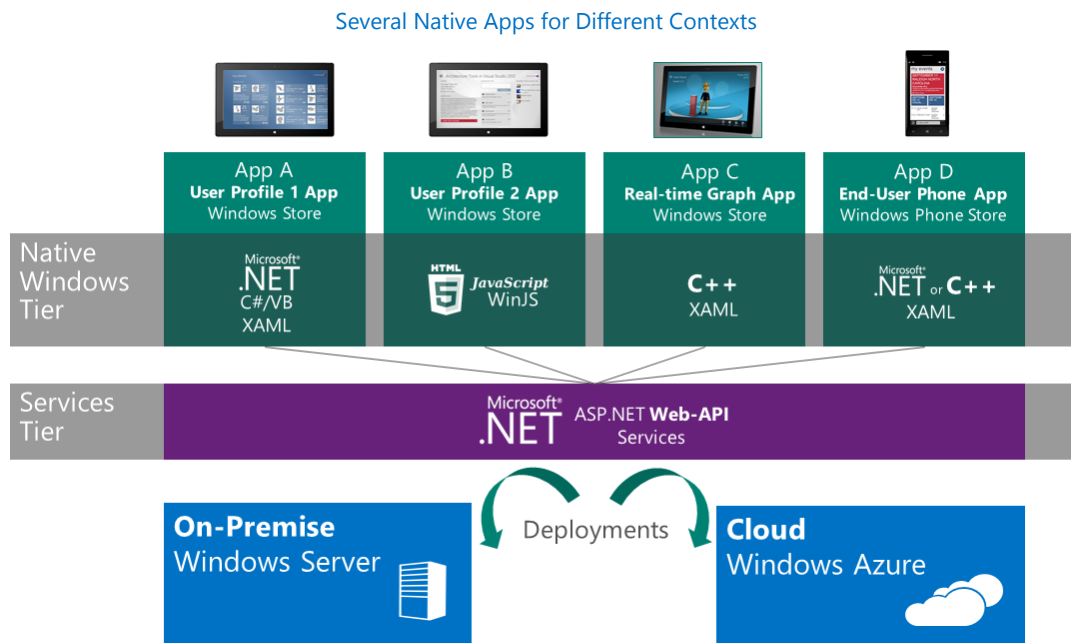 Several Native Apps for Different Contexts
App A
User Profile 1 App
Windows Store
App B
User Profile 2 App
Windows Store
App C
Real-time Graph App
Windows Store
App D
End-User Phone App
Windows Phone Store
Native
Windows
Tier
Microsoft®
.NET
C#/VB
XAML
HTML
5
JavaScript
WinJS
C++
XAML
Microsoft®
.NET or C++
XAML
Services
Tier
Microsoft®
.NET
ASP.NET Web-API
Services
Deployments
On-Premise
Windows Server
Cloud
Windows Azure